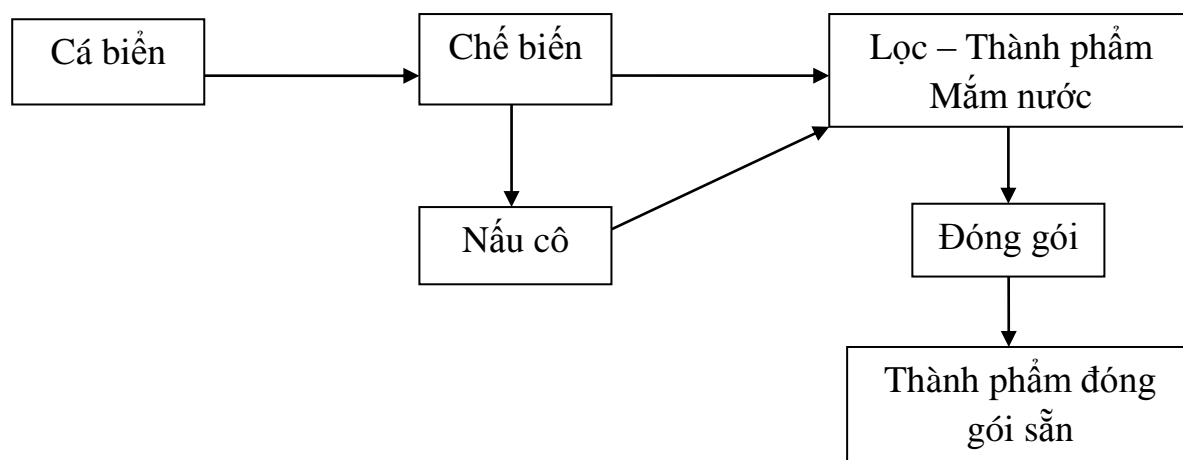 Cá biển
Chế biến
Lọc – Thành phẩm
Mắm nước
Nấu cô
Đóng gói
Thành phẩm đóng
gói sẵn